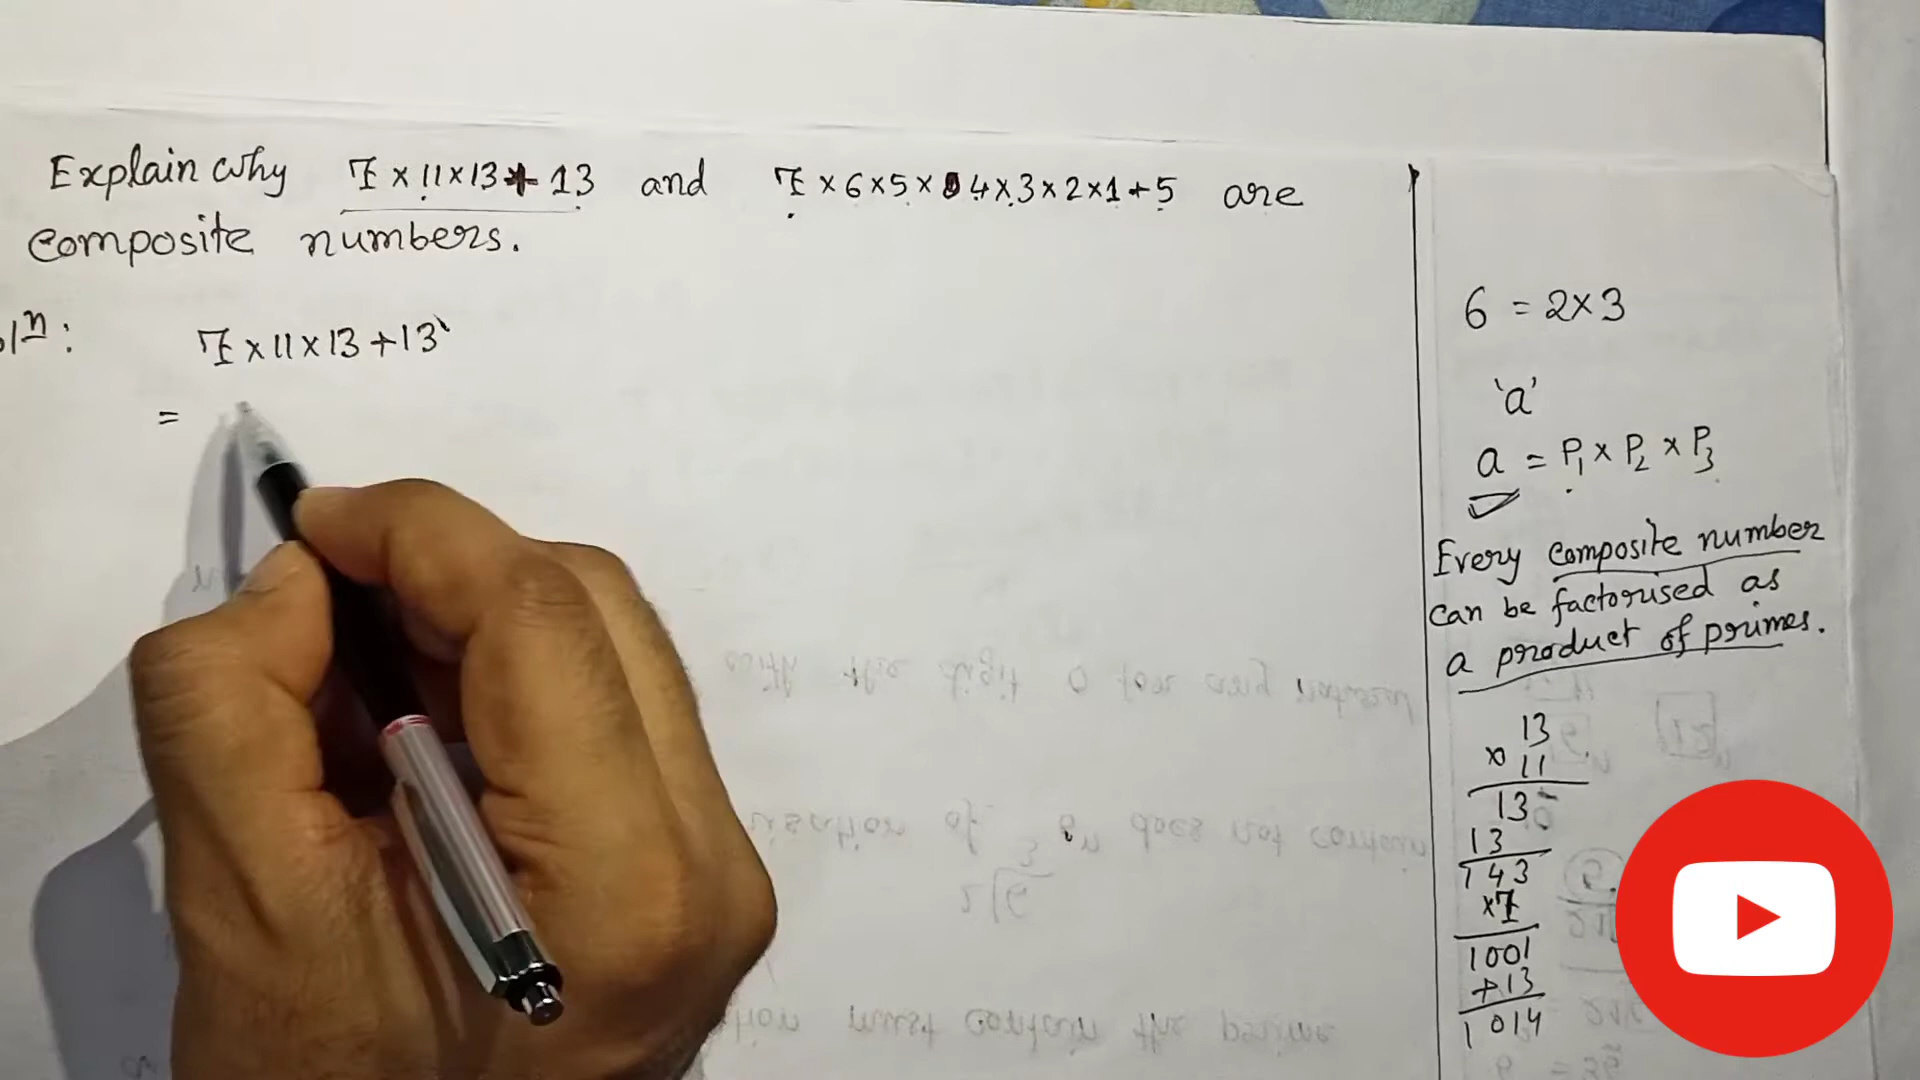 Explain why 7 × 11 × 13 + 13 and 7 × 6 × 5 × 4 × 3 × 2 × 1 + 5 are
composite numbers.
olⁿ:
7 × 11 × 13 + 13
=
6 = 2 × 3
'a'
a = P₁ × P₂ × P₃
Every composite number
can be factorised as
a product of primes.
13
× 11
13
13
143
×7
1001
+13
1014